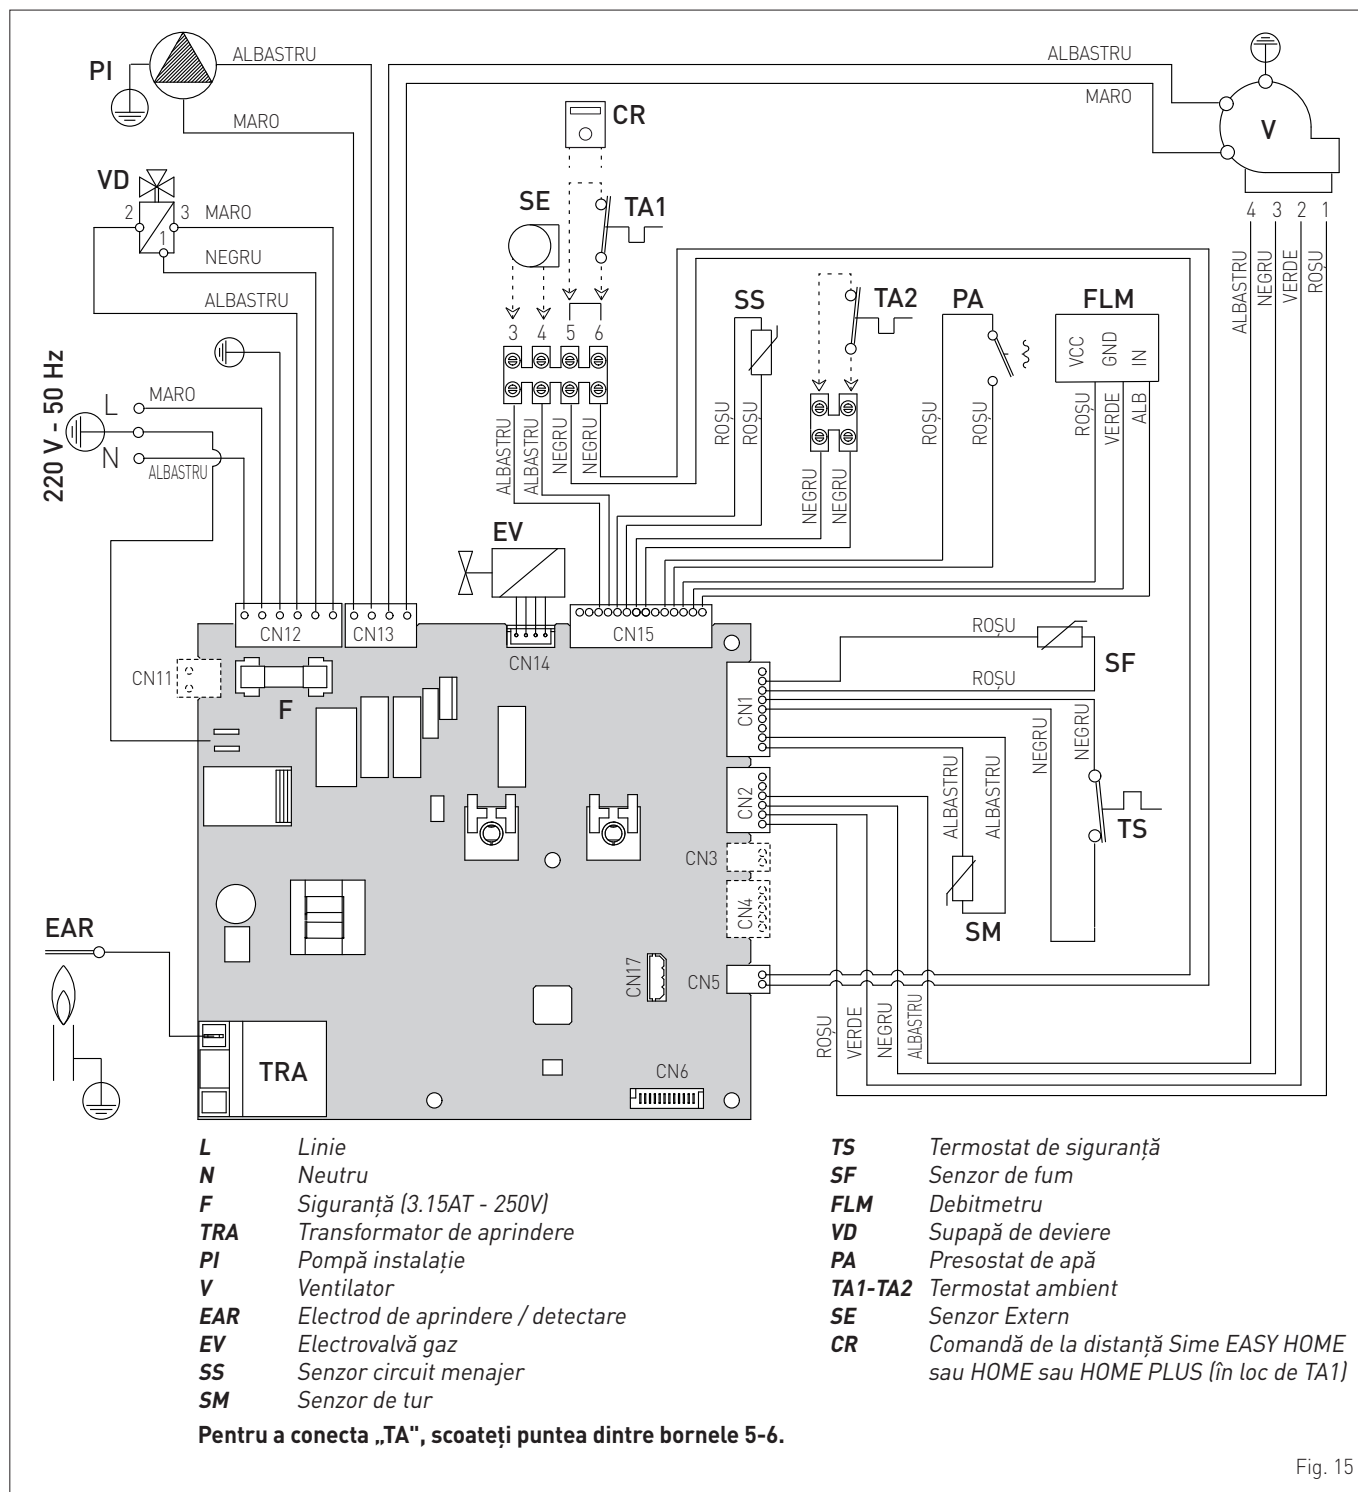 ALBASTRU
PI
MARO
ALBASTRU
MARO
V
4 3 2 1
ALBASTRU
NEGRU
VERDE
ROȘU
CR
VD
2 3
1
MARO
NEGRU
ALBASTRU
SE
TA1
3 4 5 6
ALBASTRU
ALBASTRU
NEGRU
NEGRU
SS
ROȘU
ROȘU
TA2
NEGRU
NEGRU
PA
ROȘU
ROȘU
FLM
VCC
GND
IN
ROȘU
VERDE
ALB
220 V - 50 Hz
L
MARO
N
ALBASTRU
EV
CN12
CN13
CN14
CN15
CN11
F
CN1
ROȘU
SF
ROȘU
NEGRU
NEGRU
TS
ALBASTRU
ALBASTRU
SM
CN2
CN3
CN4
CN5
CN17
CN6
ROȘU
VERDE
NEGRU
ALBASTRU
EAR
TRA
L Linie
N Neutru
F Siguranță (3.15AT - 250V)
TRA Transformator de aprindere
PI Pompă instalație
V Ventilator
EAR Electrod de aprindere / detectare
EV Electrovalvă gaz
SS Senzor circuit menajer
SM Senzor de tur
TS Termostat de siguranță
SF Senzor de fum
FLM Debitmetru
VD Supapă de deviere
PA Presostat de apă
TA1-TA2 Termostat ambient
SE Senzor Extern
CR Comandă de la distanță Sime EASY HOME
sau HOME sau HOME PLUS (în loc de TA1)
Pentru a conecta „TA", scoateți puntea dintre bornele 5-6.
Fig. 15